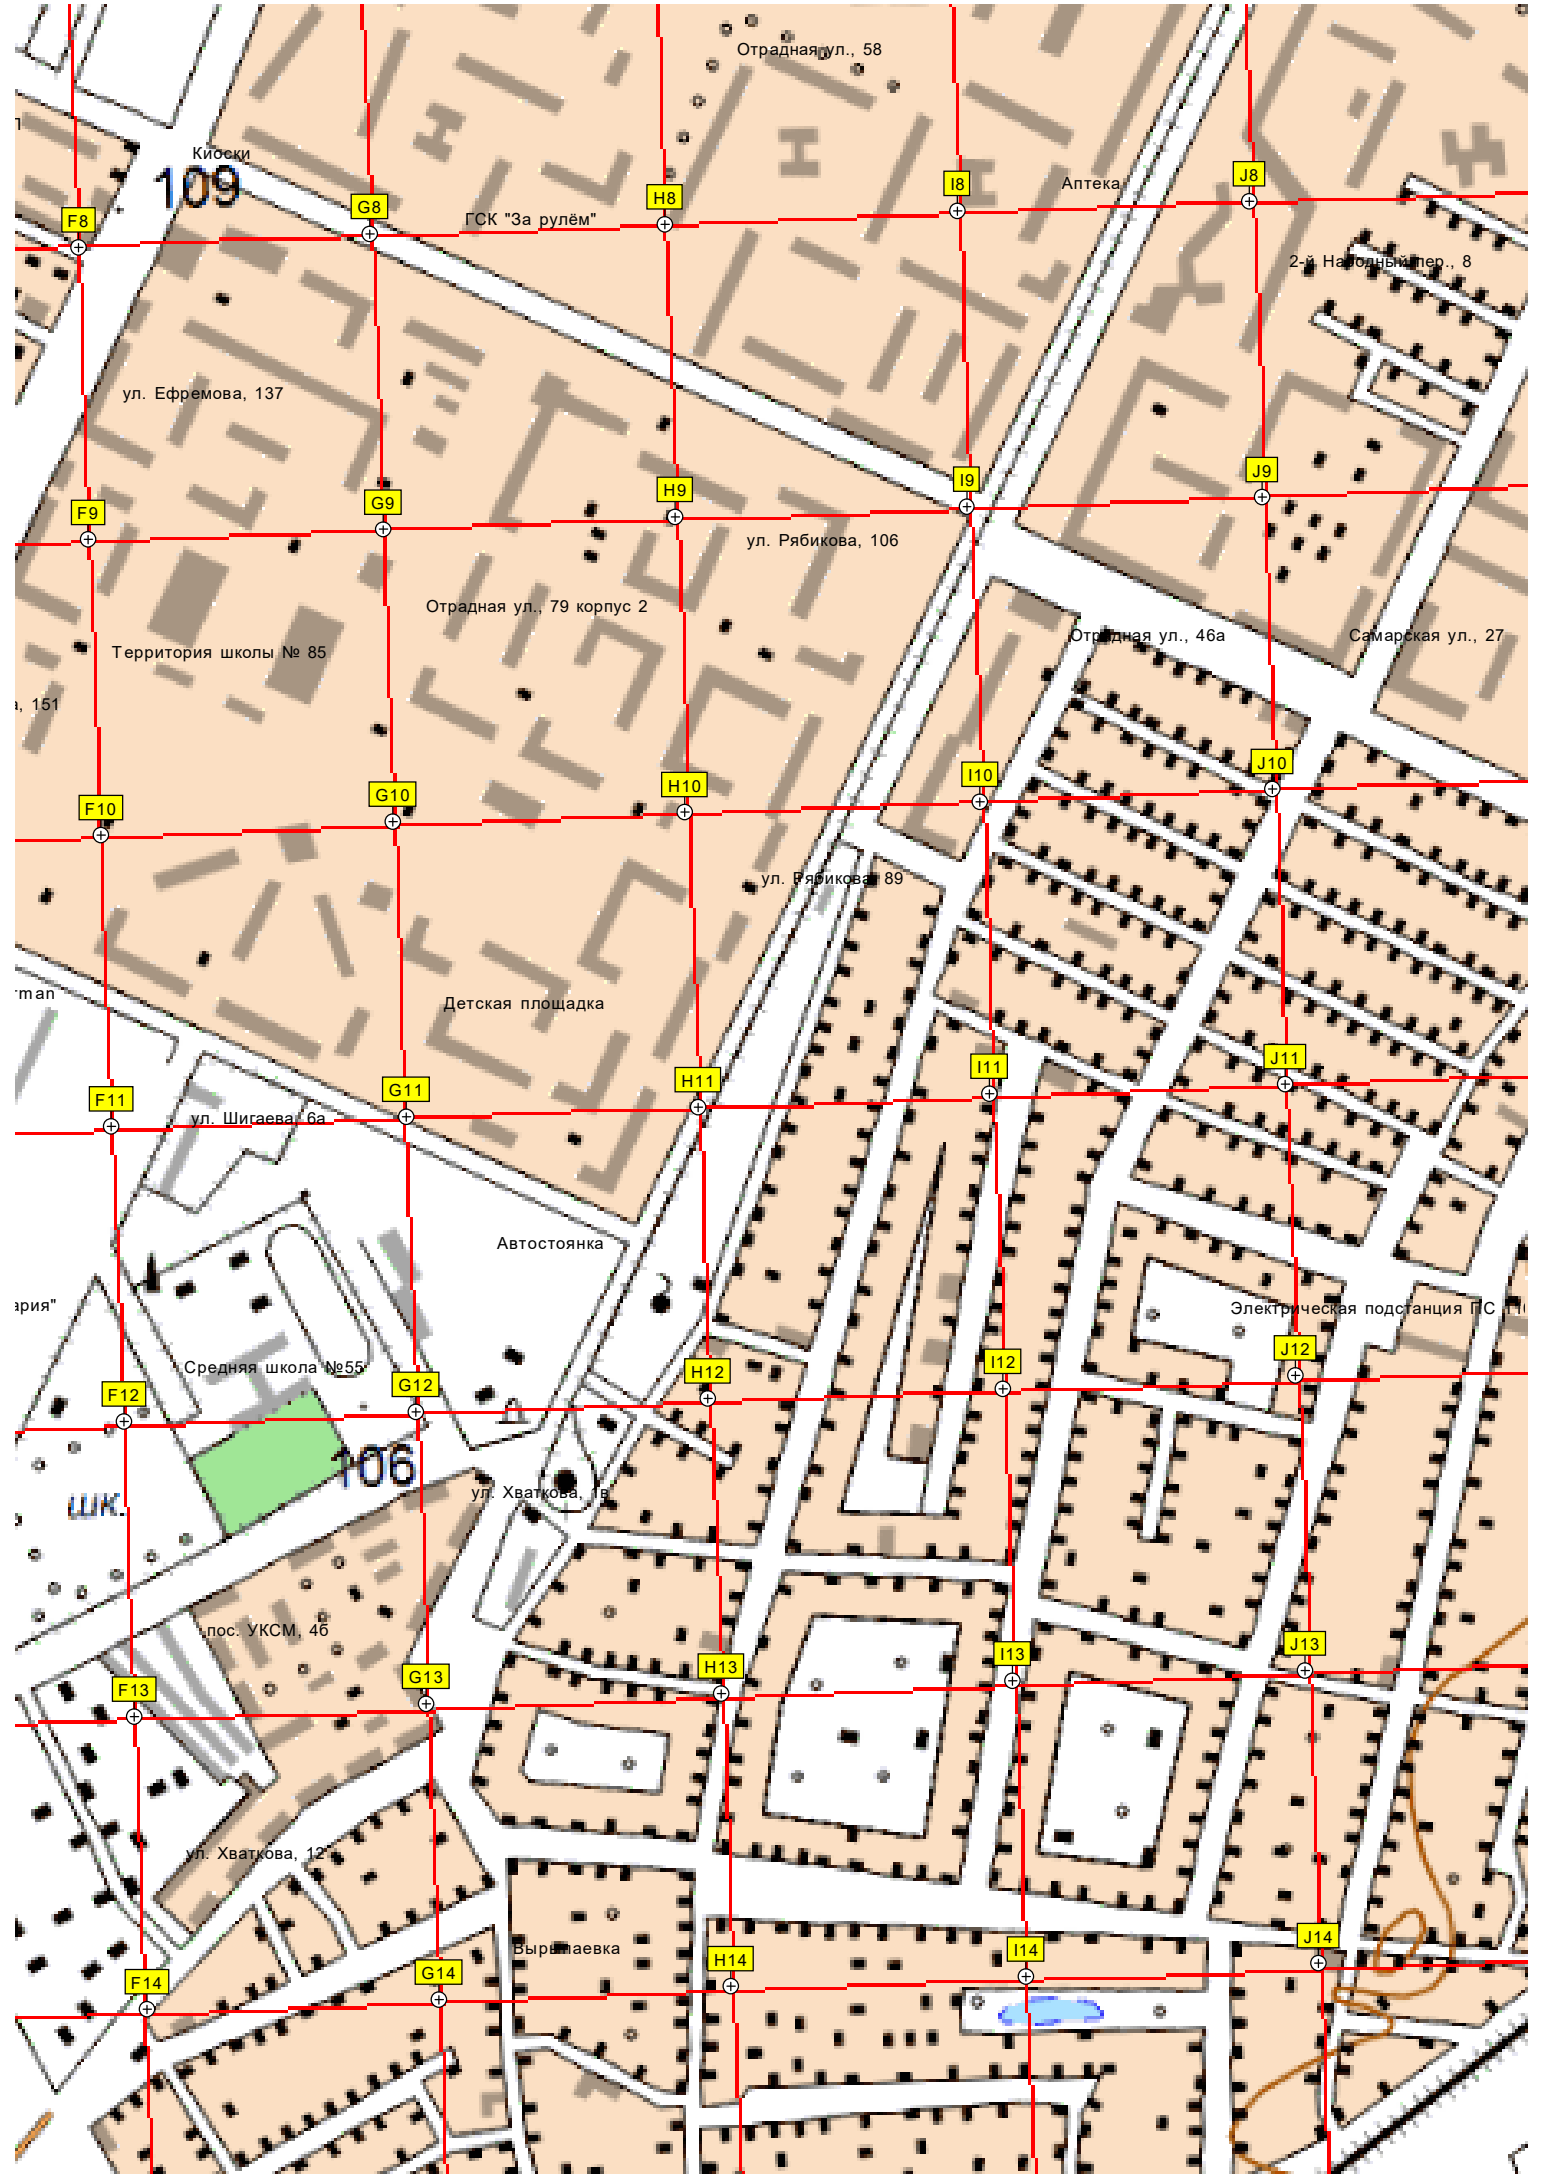 Отрадная ул., 58
Киоски
109
Аптека
F8
G8
H8
I8
J8
ГСК "За рулём"
2-й Народный пер., 8
ул. Ефремова, 137
F9
G9
H9
I9
J9
ул. Рябикова, 106
Отрадная ул., 79 корпус 2
Отрадная ул., 46а
Самарская ул., 27
Территория школы № 85
, 151
F10
G10
H10
I10
J10
ул. Рябикова, 89
rman
Детская площадка
F11
G11
H11
I11
J11
ул. Шигаева, 6а
Автостоянка
ария"
Электрическая подстанция ПС 11
Средняя школа №55
F12
G12
H12
I12
J12
106
шк.
ул. Хваткова, 1в
пос. УКСМ, 4б
F13
G13
H13
I13
J13
ул. Хваткова, 12
Вырыпаевка
F14
G14
H14
I14
J14